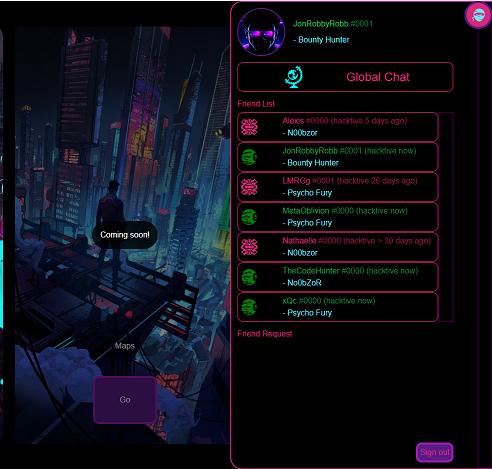 JonRobbyRobb #0001
- Bounty Hunter
Global Chat
Friend List
Alexis #0000 (hacktive 5 days ago)
- N00bzor
JonRobbyRobb #0001 (hacktive now)
- Bounty Hunter
LMRGg #0001 (hacktive 26 days ago)
- Psycho Fury
MetaOblivion #0000 (hacktive now)
- Psycho Fury
Nathaelle #0000 (hacktive > 30 days ago)
- N00bzor
TheCodeHunter #0000 (hacktive now)
- No0bZoR
xQc #0000 (hacktive now)
- Psycho Fury
Friend Request
Sign out
Coming soon!
Maps
Go